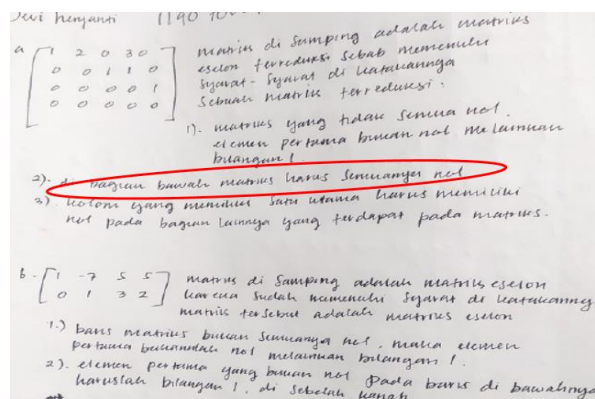 Devi heryanti 1190
a [1 2 0 3 0
0 0 1 1 0
0 0 0 0 1
0 0 0 0 0]
matriks di samping adalah matriks
eselon terreduksi sebab memenuhi
syarat-syarat di katakannya
sebuah matriks terreduksi.
1). matriks yang tidak semua nol.
elemen pertama bukan nol melainkan
bilangan 1.
2). di bagian bawah matriks harus semuanya nol
3). kolom yang memiliki satu utama harus memiliki
nol pada bagian lainnya yang terdapat pada matriks.
b. [1 -7 5 5
0 1 3 2]
matriks di samping adalah matriks eselon
karena sudah memenuhi syarat di katakannya
matriks tersebut adalah matriks eselon
1.) baris matriks bukan semuanya nol. maka elemen
pertama bukanlah nol melainkan bilangan 1.
2). elemen pertama yang bukan nol pada baris di bawahnya
haruslah bilangan 1. di sebelah kanan